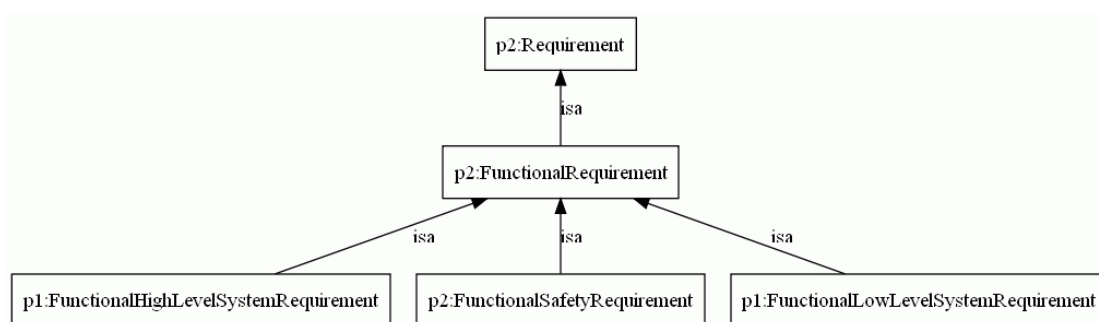 p2:Requirement
isa
p2:FunctionalRequirement
isa
isa
isa
p1:FunctionalHighLevelSystemRequirement
p2:FunctionalSafetyRequirement
p1:FunctionalLowLevelSystemRequirement